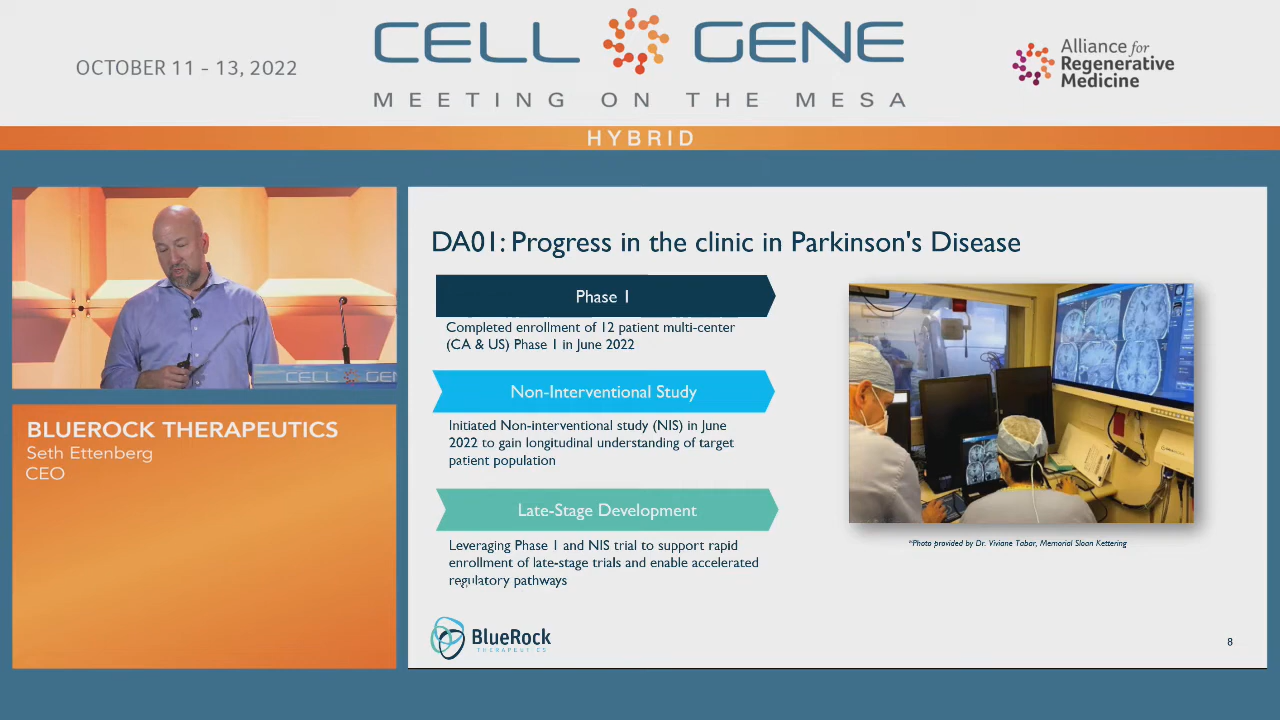 OCTOBER 11 - 13, 2022
CELL GENE
MEETING ON THE MESA
Alliance for
Regenerative
Medicine
HYBRID
CELL GEN
BLUEROCK THERAPEUTICS
Seth Ettenberg
CEO
DA01: Progress in the clinic in Parkinson's Disease
Phase 1
Completed enrollment of 12 patient multi-center
(CA & US) Phase 1 in June 2022
Non-Interventional Study
Initiated Non-interventional study (NIS) in June
2022 to gain longitudinal understanding of target
patient population
Late-Stage Development
Leveraging Phase 1 and NIS trial to support rapid
enrollment of late-stage trials and enable accelerated
regulatory pathways
*Photo provided by Dr. Viviane Tabar, Memorial Sloan Kettering
BlueRock
THERAPEUTICS
8